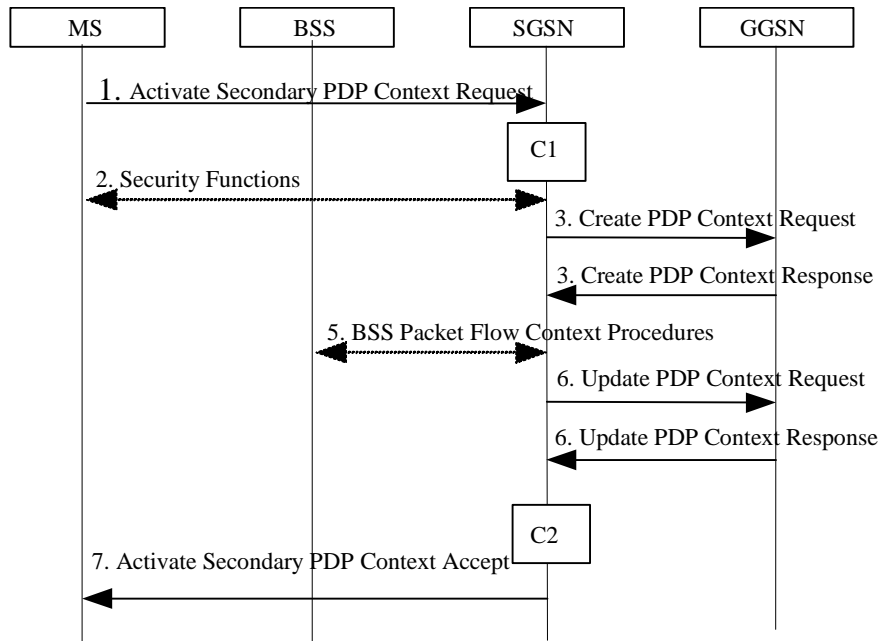 MS
BSS
SGSN
GGSN
1. Activate Secondary PDP Context Request
C1
2. Security Functions
3. Create PDP Context Request
3. Create PDP Context Response
5. BSS Packet Flow Context Procedures
6. Update PDP Context Request
6. Update PDP Context Response
C2
7. Activate Secondary PDP Context Accept